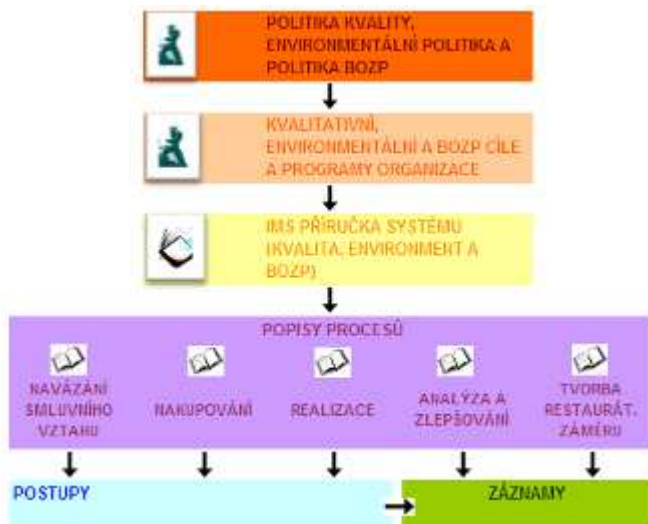 POLITIKA KVALITY,
ENVIRONMENTÁLNÍ POLITIKA A
POLITIKA BOZP
KVALITATIVNÍ,
ENVIRONMENTÁLNÍ A BOZP CÍLE
A PROGRAMY ORGANIZACE
IMS PŘÍRUČKA SYSTÉMU
(KVALITA, ENVIRONMENT A
BOZP)
POPISY PROCESŮ
NAVÁZÁNÍ
SMLUVNÍHO
VZTAHU
NAKUPOVÁNÍ
REALIZACE
ANALÝZA A
ZLEPŠOVÁNÍ
TVORBA
RESTAURÁT.
ZÁMĚRU
POSTUPY
ZÁZNAMY